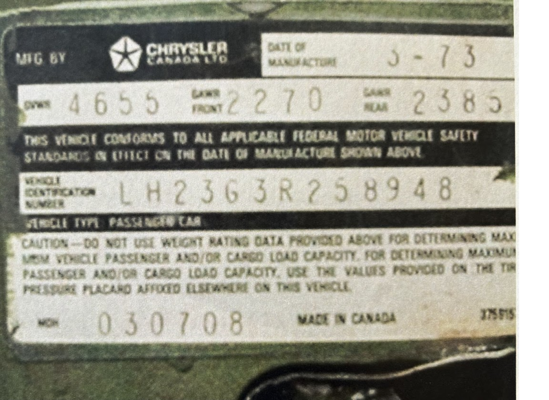 MFG. BY CHRYSLER CANADA LTD. DATE OF MANUFACTURE 3-73
GVWR 4655 GAWR FRONT 2270 GAWR REAR 2385
THIS VEHICLE CONFORMS TO ALL APPLICABLE FEDERAL MOTOR VEHICLE SAFETY
STANDARDS IN EFFECT ON THE DATE OF MANUFACTURE SHOWN ABOVE.
VEHICLE IDENTIFICATION NUMBER LH23G3R258948
VEHICLE TYPE PASSENGER CAR
CAUTION—DO NOT USE WEIGHT RATING DATA PROVIDED ABOVE FOR DETERMINING MAX
MUM VEHICLE PASSENGER AND/OR CARGO LOAD CAPACITY. FOR DETERMINING MAXIMUM
PASSENGER AND/OR CARGO LOAD CAPACITY, USE THE VALUES PROVIDED ON THE TIR
PRESSURE PLACARD AFFIXED ELSEWHERE ON THIS VEHICLE.
MDH 030708 MADE IN CANADA